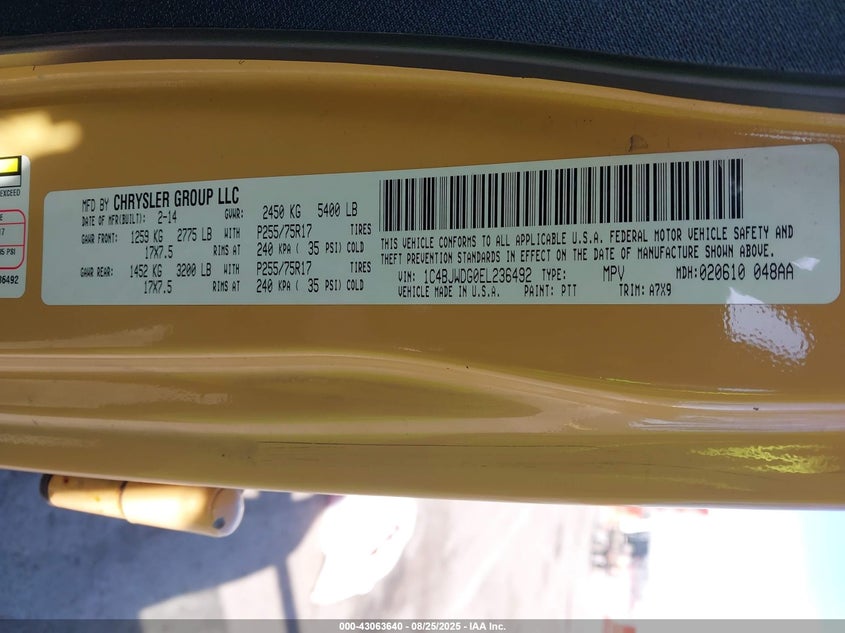 EXCEED
36492
MFD BY CHRYSLER GROUP LLC
DATE OF MFR(BUILT): 2-14 GVWR: 2450 KG 5400 LB
GAWR FRONT: 1259 KG 2775 LB WITH P255/75R17 TIRES
17X7.5 RIMS AT 240 KPA ( 35 PSI) COLD
GAWR REAR: 1452 KG 3200 LB WITH P255/75R17 TIRES
17X7.5 RIMS AT 240 KPA ( 35 PSI) COLD
THIS VEHICLE CONFORMS TO ALL APPLICABLE U.S.A. FEDERAL MOTOR VEHICLE SAFETY AND
THEFT PREVENTION STANDARDS IN EFFECT ON THE DATE OF MANUFACTURE SHOWN ABOVE.
VIN: 1C4BJWDG0EL236492 TYPE: MPV MDH:020610 048AA
VEHICLE MADE IN U.S.A. PAINT: PTT TRIM: A7X9
000-43063640 - 08/25/2025 - IAA Inc.